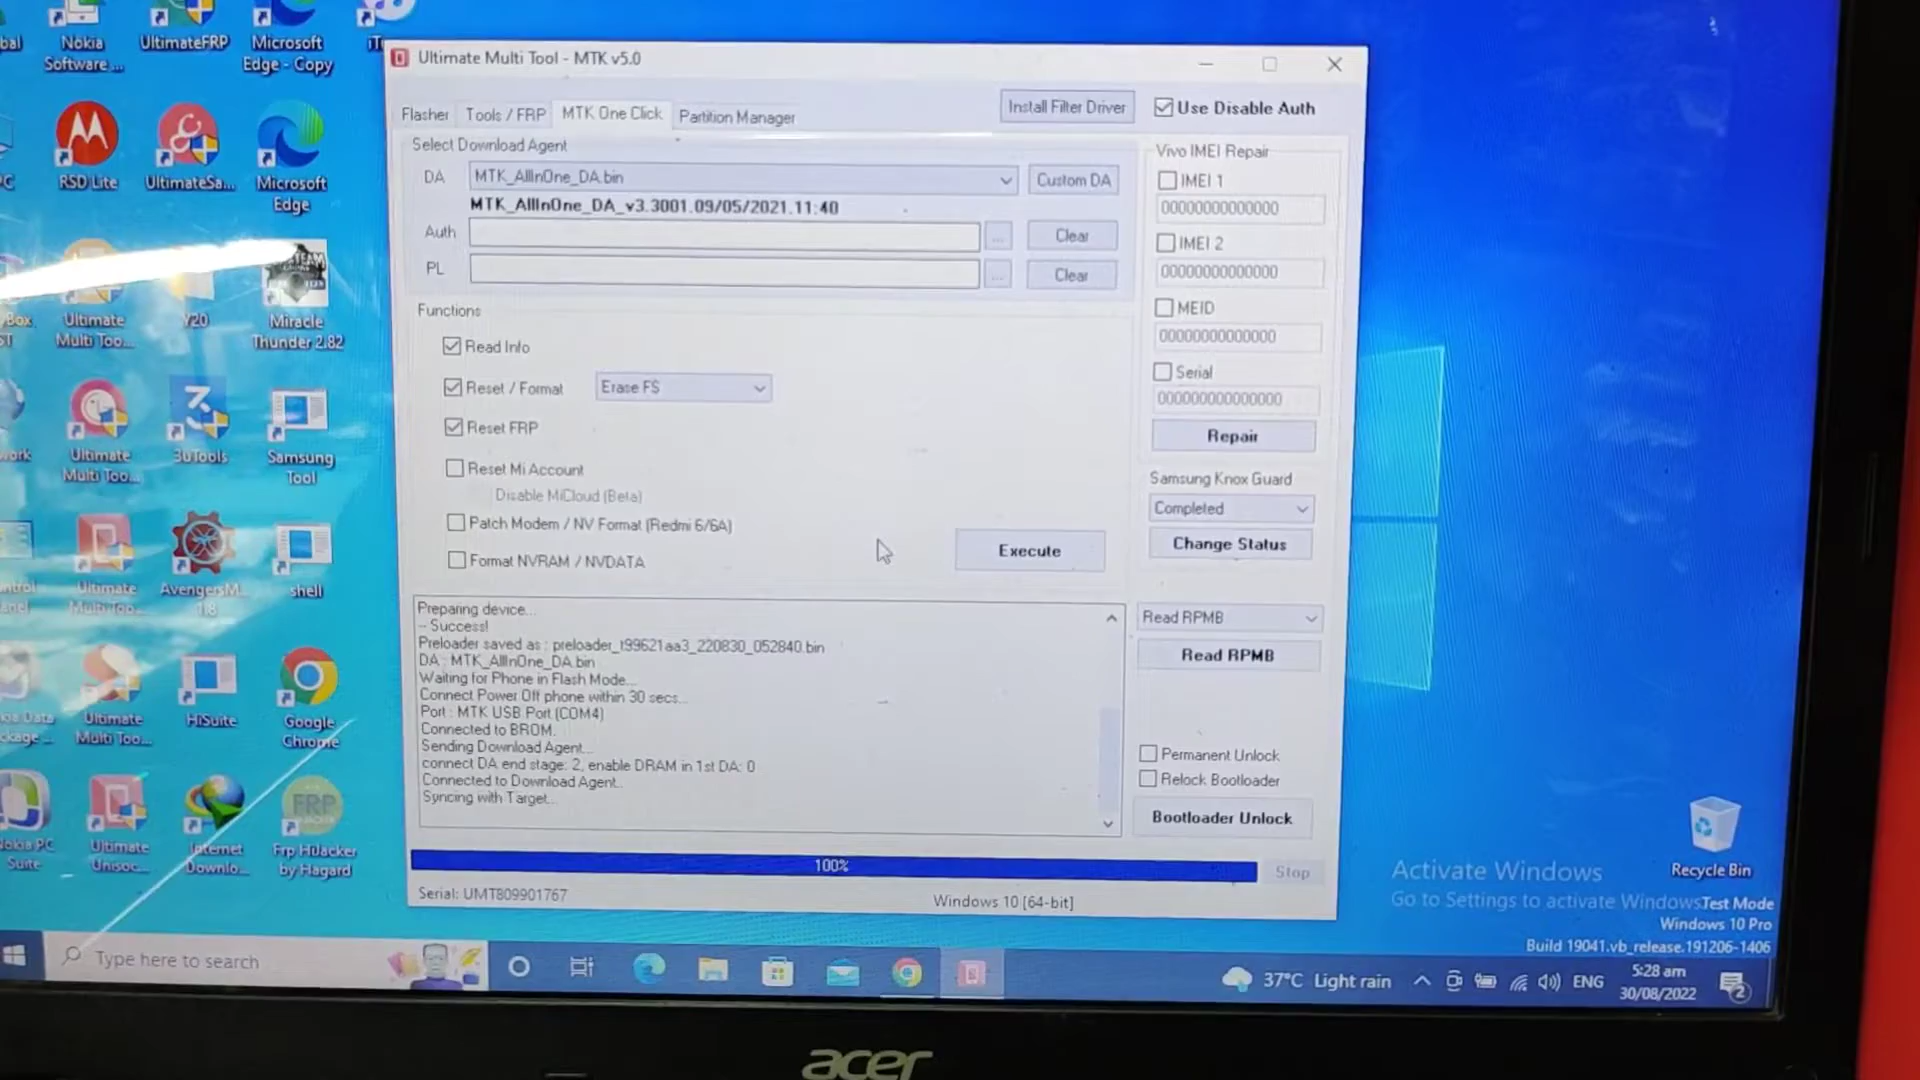 Nokia
Software ...
UltimateFRP
Microsoft
Edge - Copy
RSD Lite
UltimateSa...
Microsoft
Edge
Ultimate
Multi Too...
Y20
Miracle
Thunder 2.82
Ultimate
Multi Too...
3uTools
Samsung
Tool
Ultimate
Multi Too...
AvengersM...
1.8
shell
Ultimate
Multi Too...
HiSuite
Google
Chrome
Nokia PC
Suite
Ultimate
Unisoc...
Internet
Downlo...
FRP
Frp HiJacker
by Hagard
Ultimate Multi Tool - MTK v5.0
Flasher
Tools / FRP
MTK One Click
Partition Manager
Install Filter Driver
Use Disable Auth
Select Download Agent
DA
MTK_AllInOne_DA.bin
Custom DA
MTK_AllInOne_DA_v3.3001.09/05/2021.11:40
Auth
...
Clear
PL
...
Clear
Functions
Read Info
Reset / Format
Erase FS
Reset FRP
Reset Mi Account
Disable MiCloud (Beta)
Patch Modem / NV Format (Redmi 6/6A)
Format NVRAM / NVDATA
Execute
Preparing device...
-- Success!
Preloader saved as : preloader_t99621aa3_220830_052840.bin
DA : MTK_AllInOne_DA.bin
Waiting for Phone in Flash Mode...
Connect Power Off phone within 30 secs...
Port : MTK USB Port (COM4)
Connected to BROM.
Sending Download Agent...
connect DA end stage: 2, enable DRAM in 1st DA: 0
Connected to Download Agent..
Syncing with Target...
100%
Stop
Serial: UMT809901767
Windows 10 [64-bit]
Vivo IMEI Repair
IMEI 1
00000000000000
IMEI 2
00000000000000
MEID
00000000000000
Serial
000000000000000
Repair
Samsung Knox Guard
Completed
Change Status
Read RPMB
Read RPMB
Permanent Unlock
Relock Bootloader
Bootloader Unlock
Recycle Bin
Activate Windows
Go to Settings to activate Windows
Test Mode
Windows 10 Pro
Build 19041.vb_release.191206-1406
Type here to search
37°C Light rain
ENG
5:28 am
30/08/2022
2
acer